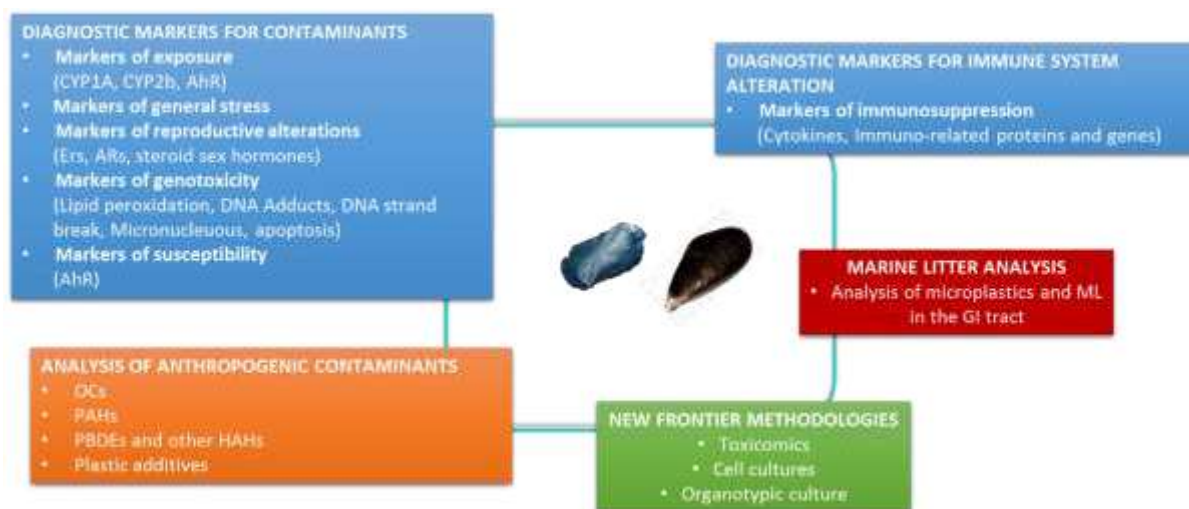 DIAGNOSTIC MARKERS FOR CONTAMINANTS
• Markers of exposure
(CYP1A, CYP2b, AhR)
• Markers of general stress
• Markers of reproductive alterations
(Ers, ARs, steroid sex hormones)
• Markers of genotoxicity
(Lipid peroxidation, DNA Adducts, DNA strand
break, Micronucleuous, apoptosis)
• Markers of susceptibility
(AhR)
DIAGNOSTIC MARKERS FOR IMMUNE SYSTEM
ALTERATION
• Markers of immunosuppression
(Cytokines, Immuno-related proteins and genes)
MARINE LITTER ANALYSIS
• Analysis of microplastics and ML
in the GI tract
ANALYSIS OF ANTHROPOGENIC CONTAMINANTS
• OCs
• PAHs
• PBDEs and other HAHs
• Plastic additives
NEW FRONTIER METHODOLOGIES
• Toxicomics
• Cell cultures
• Organotypic culture